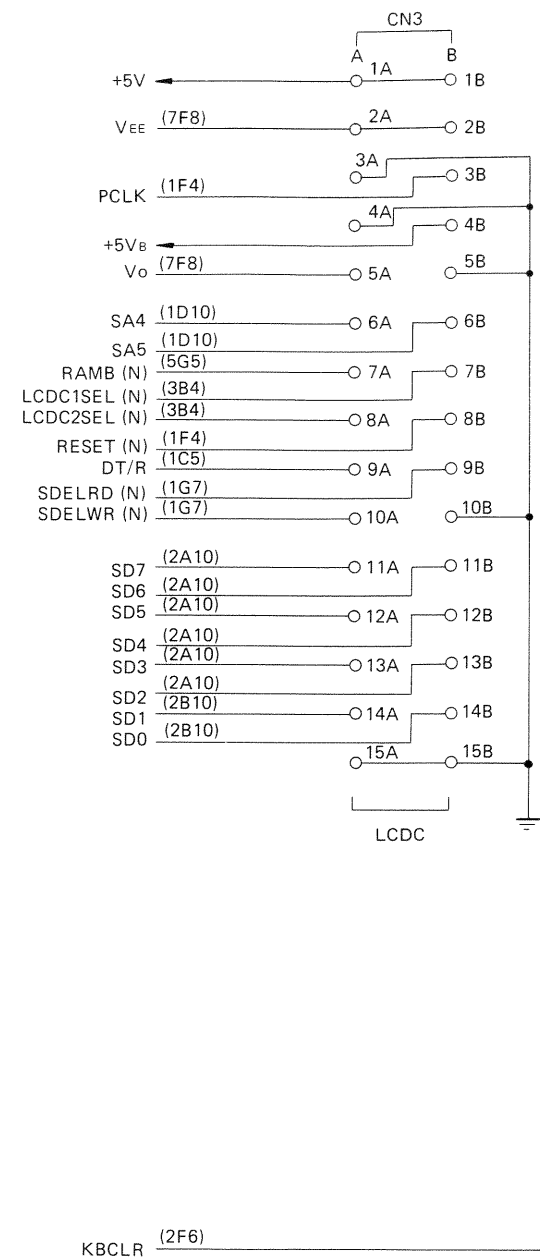 CN3
A B
+5V 1A 1B
VEE (7F8) 2A 2B
3A 3B
PCLK (1F4)
4A 4B
+5VB
Vo (7F8) 5A 5B
SA4 (1D10) 6A 6B
SA5 (1D10)
RAMB (N) (5G5) 7A 7B
LCDC1SEL (N) (3B4)
LCDC2SEL (N) (3B4) 8A 8B
RESET (N) (1F4)
DT/R (1C5) 9A 9B
SDELRD (N) (1G7)
SDELWR (N) (1G7) 10A 10B
SD7 (2A10) 11A 11B
SD6 (2A10)
SD5 (2A10) 12A 12B
SD4 (2A10)
SD3 (2A10) 13A 13B
SD2 (2A10)
SD1 (2B10) 14A 14B
SD0 (2B10)
15A 15B
LCDC
KBCLR (2F6)